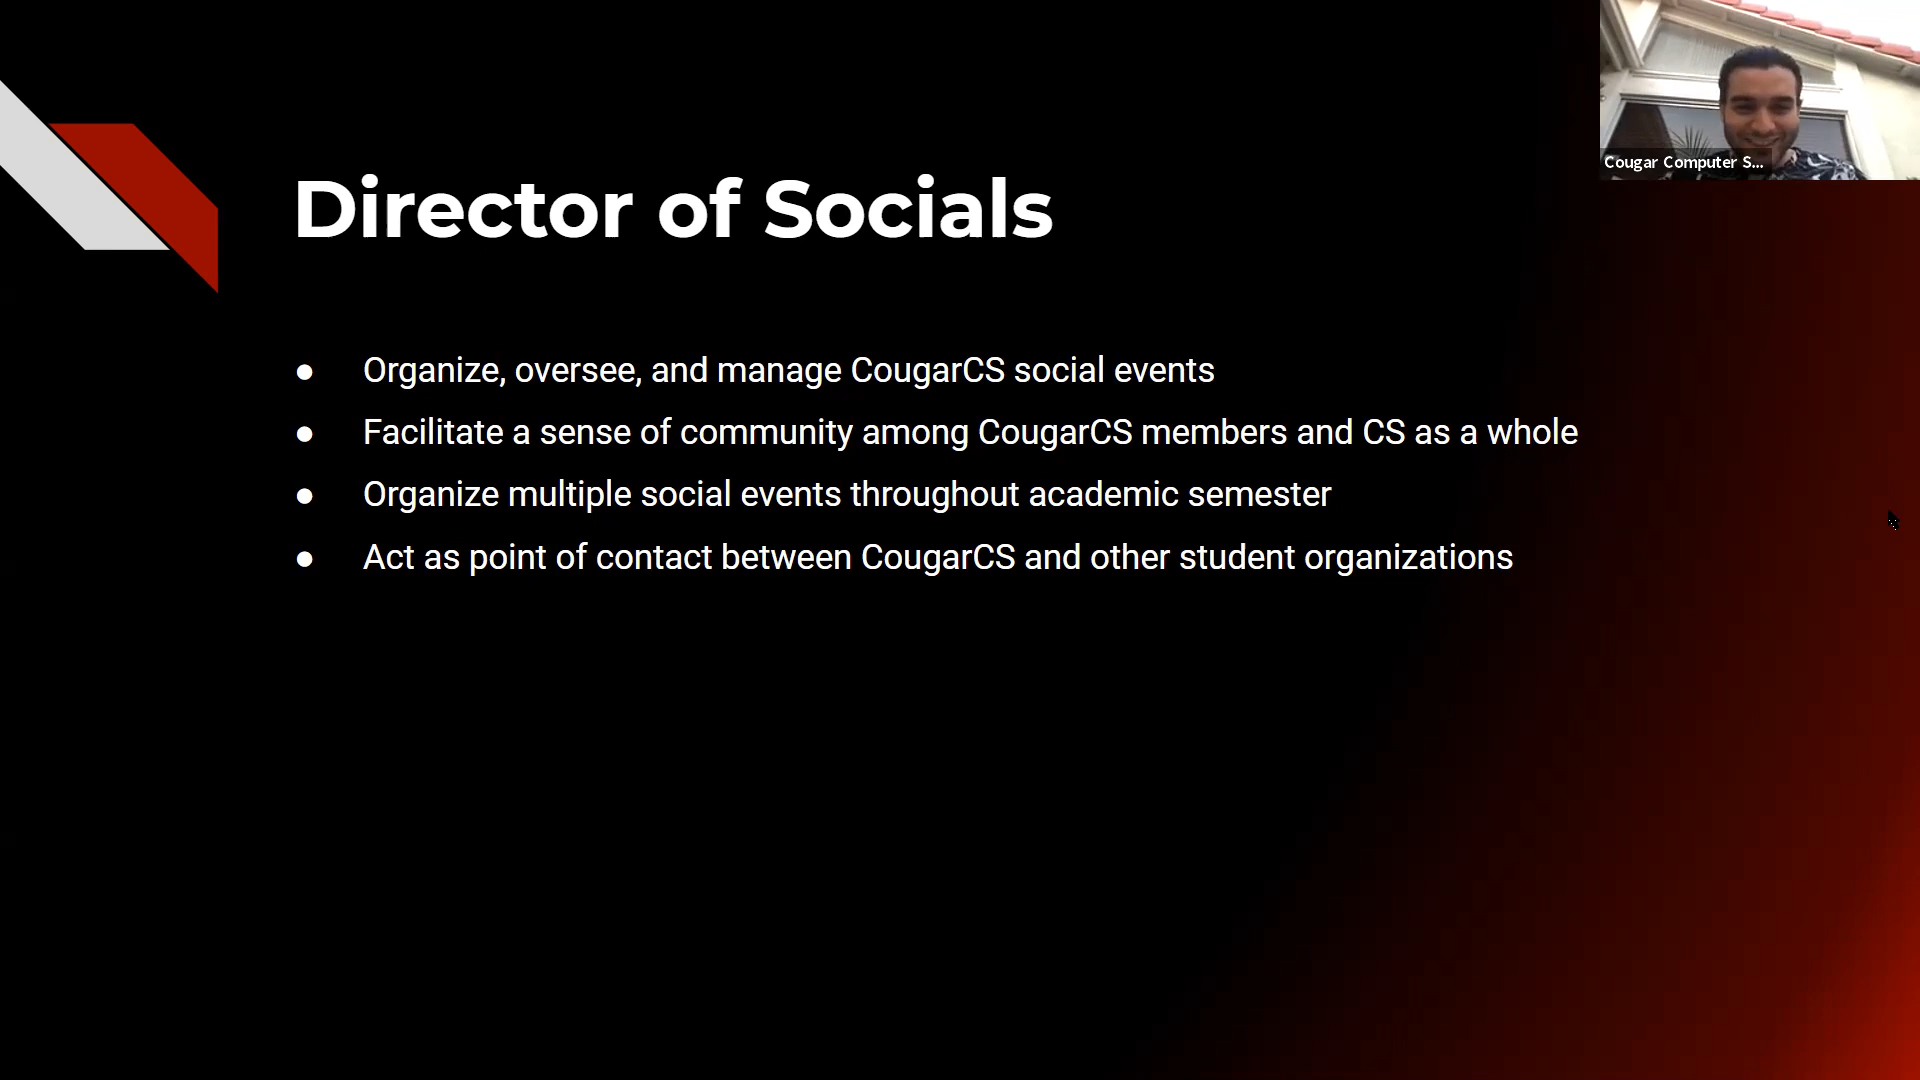 Cougar Computer S...
Director of Socials
● Organize, oversee, and manage CougarCS social events
● Facilitate a sense of community among CougarCS members and CS as a whole
● Organize multiple social events throughout academic semester
● Act as point of contact between CougarCS and other student organizations